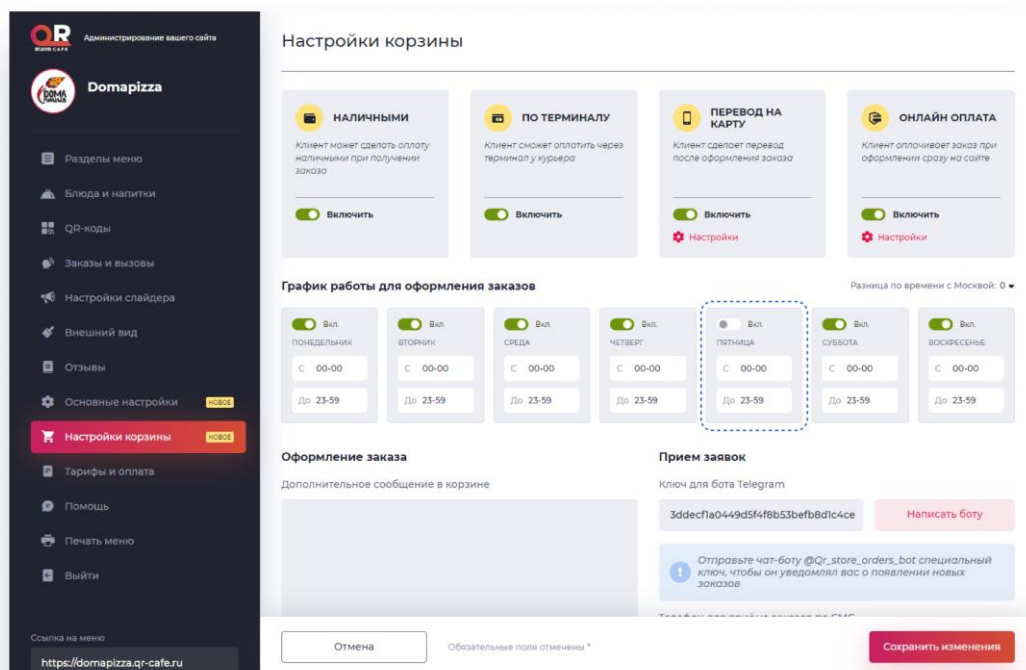 QR
Администрирование вашего сайта
Domapizza
Разделы меню
Блюда и напитки
QR-коды
Заказы и вызовы
Настройки слайдера
Внешний вид
Отзывы
Основные настройки НОВОЕ
Настройки корзины НОВОЕ
Тарифы и оплата
Помощь
Печать меню
Выйти
Ссылка на меню
https://domapizza.qr-cafe.ru
Настройки корзины
НАЛИЧНЫМИ
Клиент может сделать оплату
наличными при получении
заказа
Включить
ПО ТЕРМИНАЛУ
Клиент сможет оплатить через
терминал у курьера
Включить
ПЕРЕВОД НА
КАРТУ
Клиент сделает перевод
после оформления заказа
Включить
Настройки
ОНЛАЙН ОПЛАТА
Клиент оплачивает заказ при
оформлении сразу на сайте
Включить
Настройки
График работы для оформления заказов
Разница по времени с Москвой: 0
Вкл.
ПОНЕДЕЛЬНИК
С 00-00
До 23-59
Вкл.
ВТОРНИК
С 00-00
До 23-59
Вкл.
СРЕДА
С 00-00
До 23-59
Вкл.
ЧЕТВЕРГ
С 00-00
До 23-59
Вкл.
ПЯТНИЦА
С 00-00
До 23-59
Вкл.
СУББОТА
С 00-00
До 23-59
Вкл.
ВОСКРЕСЕНЬЕ
С 00-00
До 23-59
Оформление заказа
Дополнительное сообщение в корзине
Прием заявок
Ключ для бота Telegram
3ddecf1a0449d5f4f8b53befb8d1c4ce
Написать боту
Отправьте чат-боту @Qr_store_orders_bot специальный
ключ, чтобы он уведомлял вас о появлении новых
заказов
Отмена
Обязательные поля отмечены *
Сохранить изменения